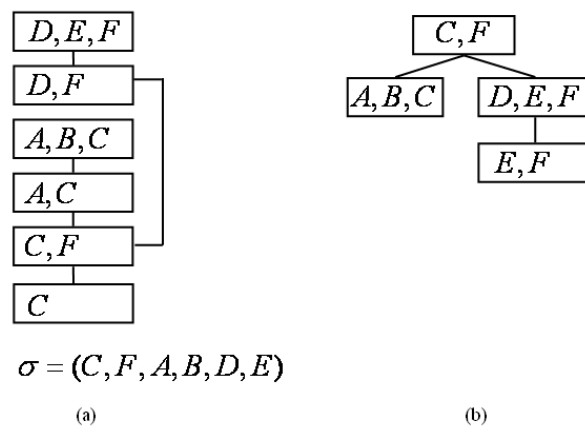 D, E, F
D, F
A, B, C
A, C
C, F
C
σ = (C, F, A, B, D, E)
(a)
C, F
A, B, C
D, E, F
E, F
(b)